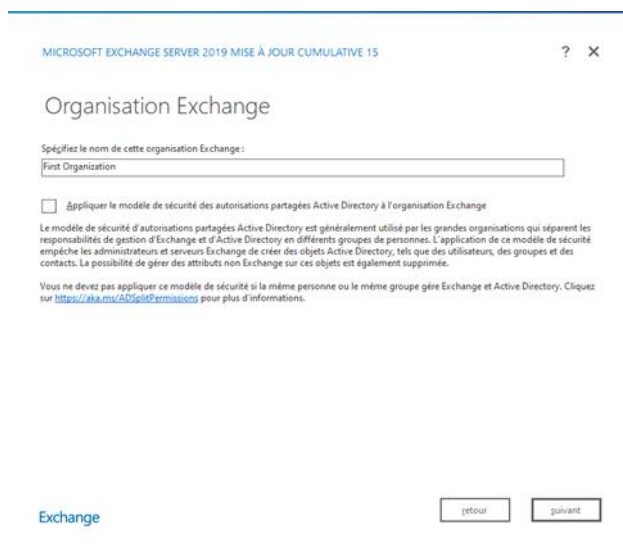 MICROSOFT EXCHANGE SERVER 2019 MISE À JOUR CUMULATIVE 15
? ✕
Organisation Exchange
Spécifiez le nom de cette organisation Exchange :
First Organization
Appliquer le modèle de sécurité des autorisations partagées Active Directory à l'organisation Exchange
Le modèle de sécurité d'autorisations partagées Active Directory est généralement utilisé par les grandes organisations qui séparent les
responsabilités de gestion d'Exchange et d'Active Directory en différents groupes de personnes. L'application de ce modèle de sécurité
empêche les administrateurs et serveurs Exchange de créer des objets Active Directory, tels que des utilisateurs, des groupes et des
contacts. La possibilité de gérer des attributs non Exchange sur ces objets est également supprimée.
Vous ne devez pas appliquer ce modèle de sécurité si la même personne ou le même groupe gère Exchange et Active Directory. Cliquez
sur https://aka.ms/ADSplitPermissions pour plus d'informations.
Exchange
retour
suivant